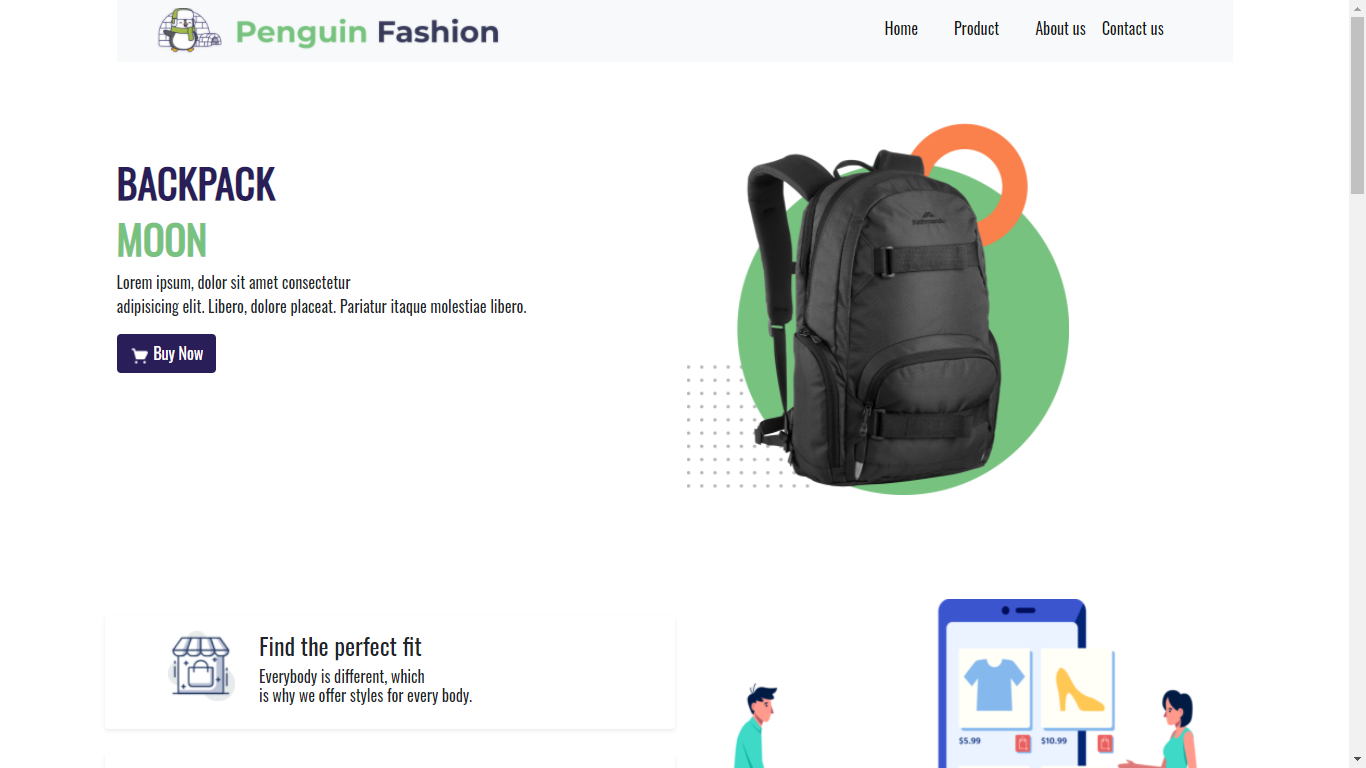 Penguin Fashion
Home Product About us Contact us
BACKPACK
MOON
Lorem ipsum, dolor sit amet consectetur
adipisicing elit. Libero, dolore placeat. Pariatur itaque molestiae libero.
Buy Now
Find the perfect fit
Everybody is different, which
is why we offer styles for every body.
$5.99 $10.99